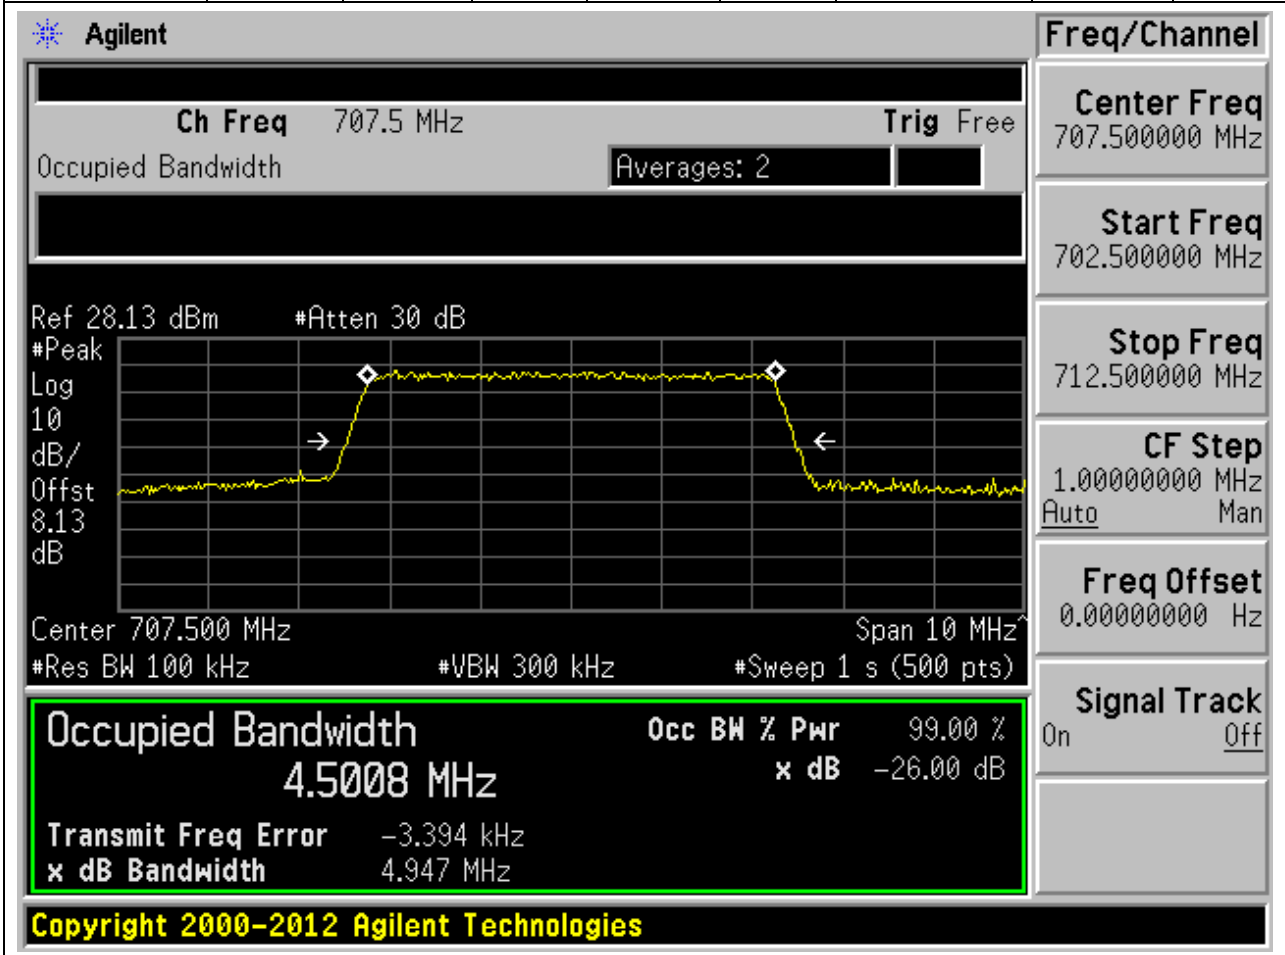 Agilent
Freq/Channel
Ch Freq 707.5 MHz Trig Free
Occupied Bandwidth Averages: 2
Center Freq
707.500000 MHz
Start Freq
702.500000 MHz
Stop Freq
712.500000 MHz
CF Step
1.00000000 MHz
Auto Man
Freq Offset
0.00000000 Hz
Signal Track
On Off
Ref 28.13 dBm #Atten 30 dB
#Peak
Log
10
dB/
Offst
8.13
dB
Center 707.500 MHz Span 10 MHz^
#Res BW 100 kHz #VBW 300 kHz #Sweep 1 s (500 pts)
Occupied Bandwidth Occ BW % Pwr 99.00 %
4.5008 MHz x dB -26.00 dB
Transmit Freq Error -3.394 kHz
x dB Bandwidth 4.947 MHz
Copyright 2000-2012 Agilent Technologies